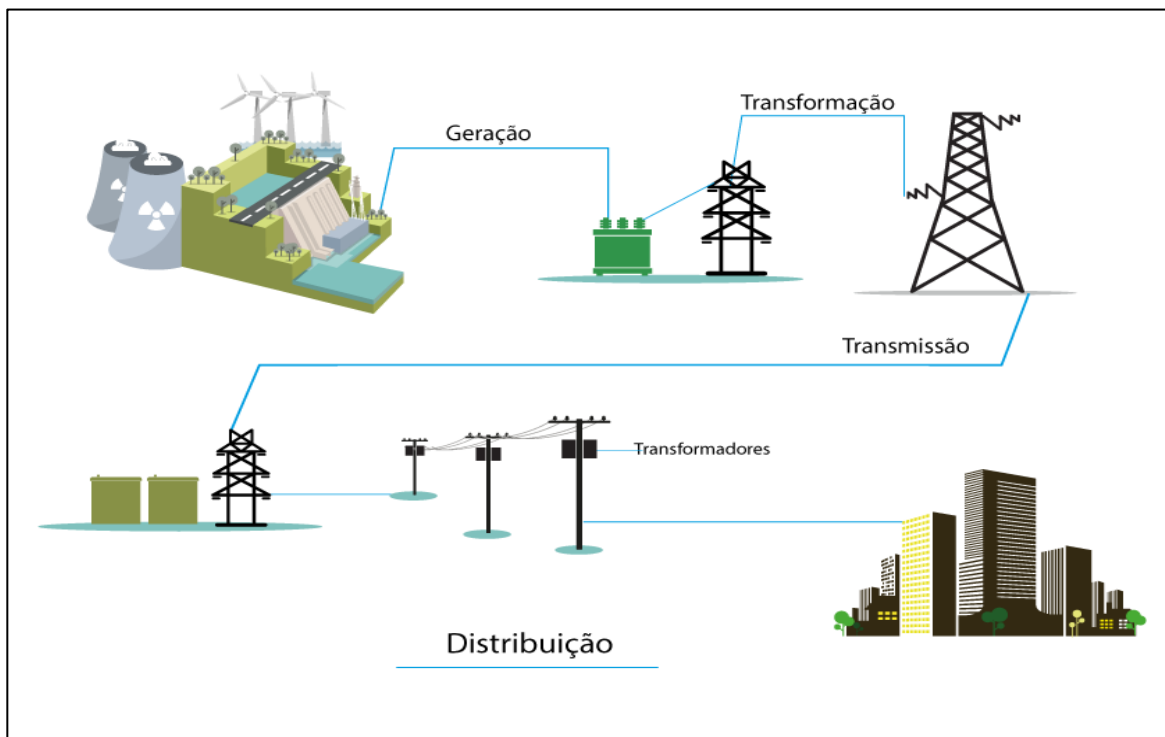 Geração
Transformação
Transmissão
Transformadores
Distribuição